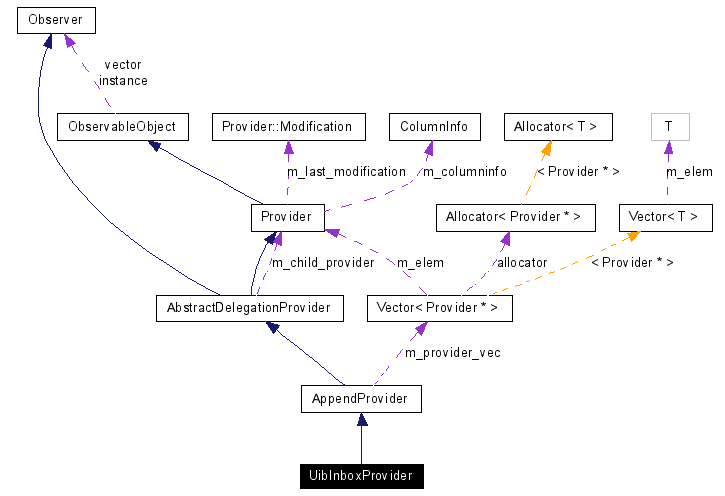 Observer
vector
instance
ObservableObject
Provider::Modification
ColumnInfo
Allocator< T >
T
m_last_modification
m_columninfo
< Provider * >
m_elem
Provider
Allocator< Provider * >
Vector< T >
m_child_provider
m_elem
allocator
< Provider * >
AbstractDelegationProvider
Vector< Provider * >
m_provider_vec
AppendProvider
UibInboxProvider